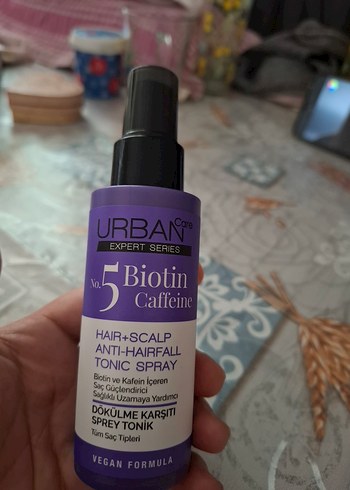 URBAN Care
EXPERT SERIES
No.5 Biotin
Caffeine
HAIR+SCALP
ANTI-HAIRFALL
TONIC SPRAY
Biotin ve Kafein İçeren
Saç Güçlendirici
Sağlıklı Uzamaya Yardımcı
DÖKÜLME KARŞITI
SPREY TONİK
Tüm Saç Tipleri
VEGAN FORMULA